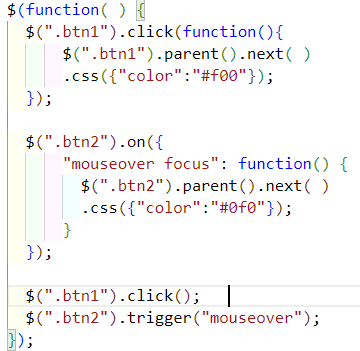 $(function( ) {
$(".btn1").click(function(){
$(".btn1").parent().next( )
.css({"color":"#f00"});
});
$(".btn2").on({
"mouseover focus": function() {
$(".btn2").parent().next( )
.css({"color":"#0f0"});
}
});
$(".btn1").click();
$(".btn2").trigger("mouseover");
});